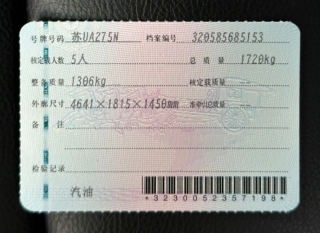 号牌号码 苏UA275N 档案编号 320585685153
核定载人数 5人 总质量 1720kg
整备质量 1306kg 核定载质量
外廓尺寸 4641×1815×1450mm 准牵引总质量
备注
检验记录
汽油
*3230052357198*